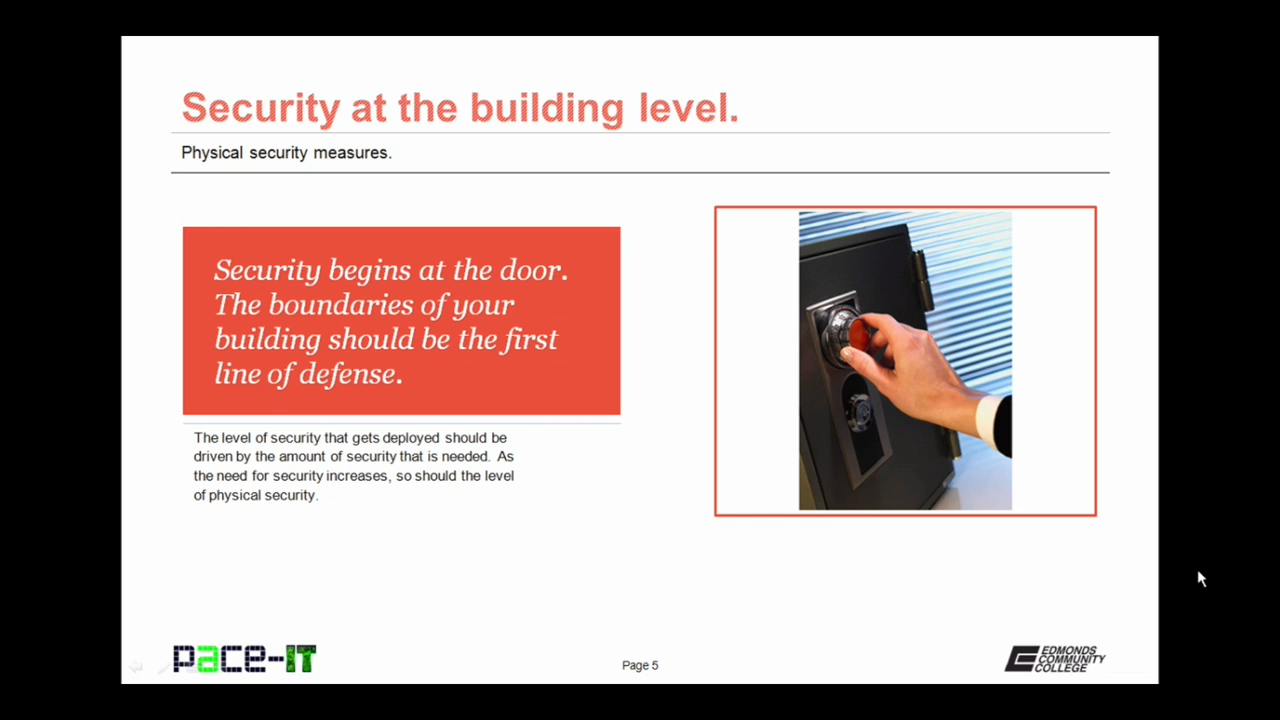 Security at the building level.
Physical security measures.
Security begins at the door.
The boundaries of your
building should be the first
line of defense.
The level of security that gets deployed should be
driven by the amount of security that is needed. As
the need for security increases, so should the level
of physical security.
pace-IT
Page 5
EDMONDS
COMMUNITY
COLLEGE